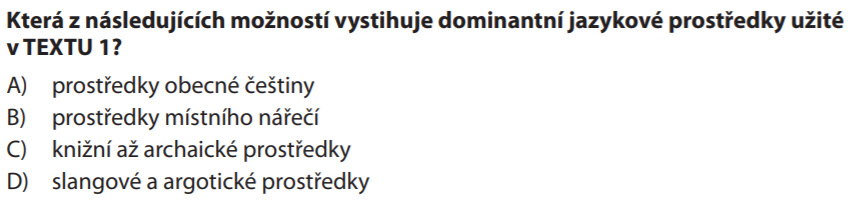 Která z následujících možností vystihuje dominantní jazykové prostředky užité
v TEXTU 1?
A) prostředky obecné češtiny
B) prostředky místního nářečí
C) knižní až archaické prostředky
D) slangové a argotické prostředky